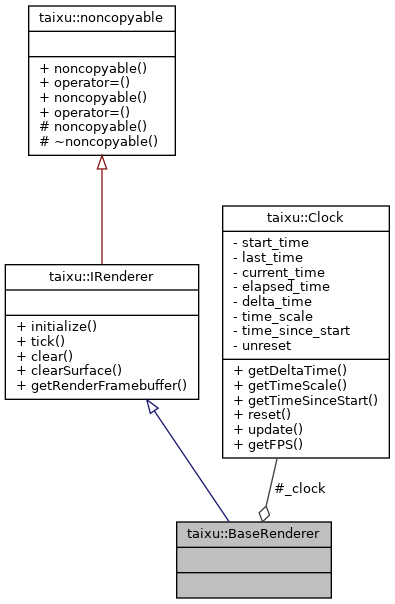 taixu::noncopyable
+ noncopyable()
+ operator=()
+ noncopyable()
+ operator=()
# noncopyable()
# ~noncopyable()
taixu::IRenderer
+ initialize()
+ tick()
+ clear()
+ clearSurface()
+ getRenderFramebuffer()
taixu::Clock
- start_time
- last_time
- current_time
- elapsed_time
- delta_time
- time_scale
- time_since_start
- unreset
+ getDeltaTime()
+ getTimeScale()
+ getTimeSinceStart()
+ reset()
+ update()
+ getFPS()
#_clock
taixu::BaseRenderer